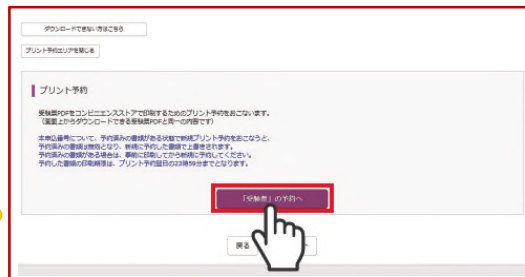 ダウンロードできない方はこちら
プリント予約エリアを閉じる
プリント予約
受験票PDFをコンビニエンスストアで印刷するためのプリント予約をおこないます。
（画面上からダウンロードできる受験票PDFと同一の内容です）
本申込番号について、予約済みの書類がある状態で新規プリント予約をおこなうと、
予約済みの書類は無効となり、新規に予約した書類で上書きされます。
予約済みの書類がある場合は、事前に印刷してから新規に予約してください。
予約した書類の印刷期限は、プリント予約翌日の23時59分までとなります。
「受験票」の予約へ
戻る